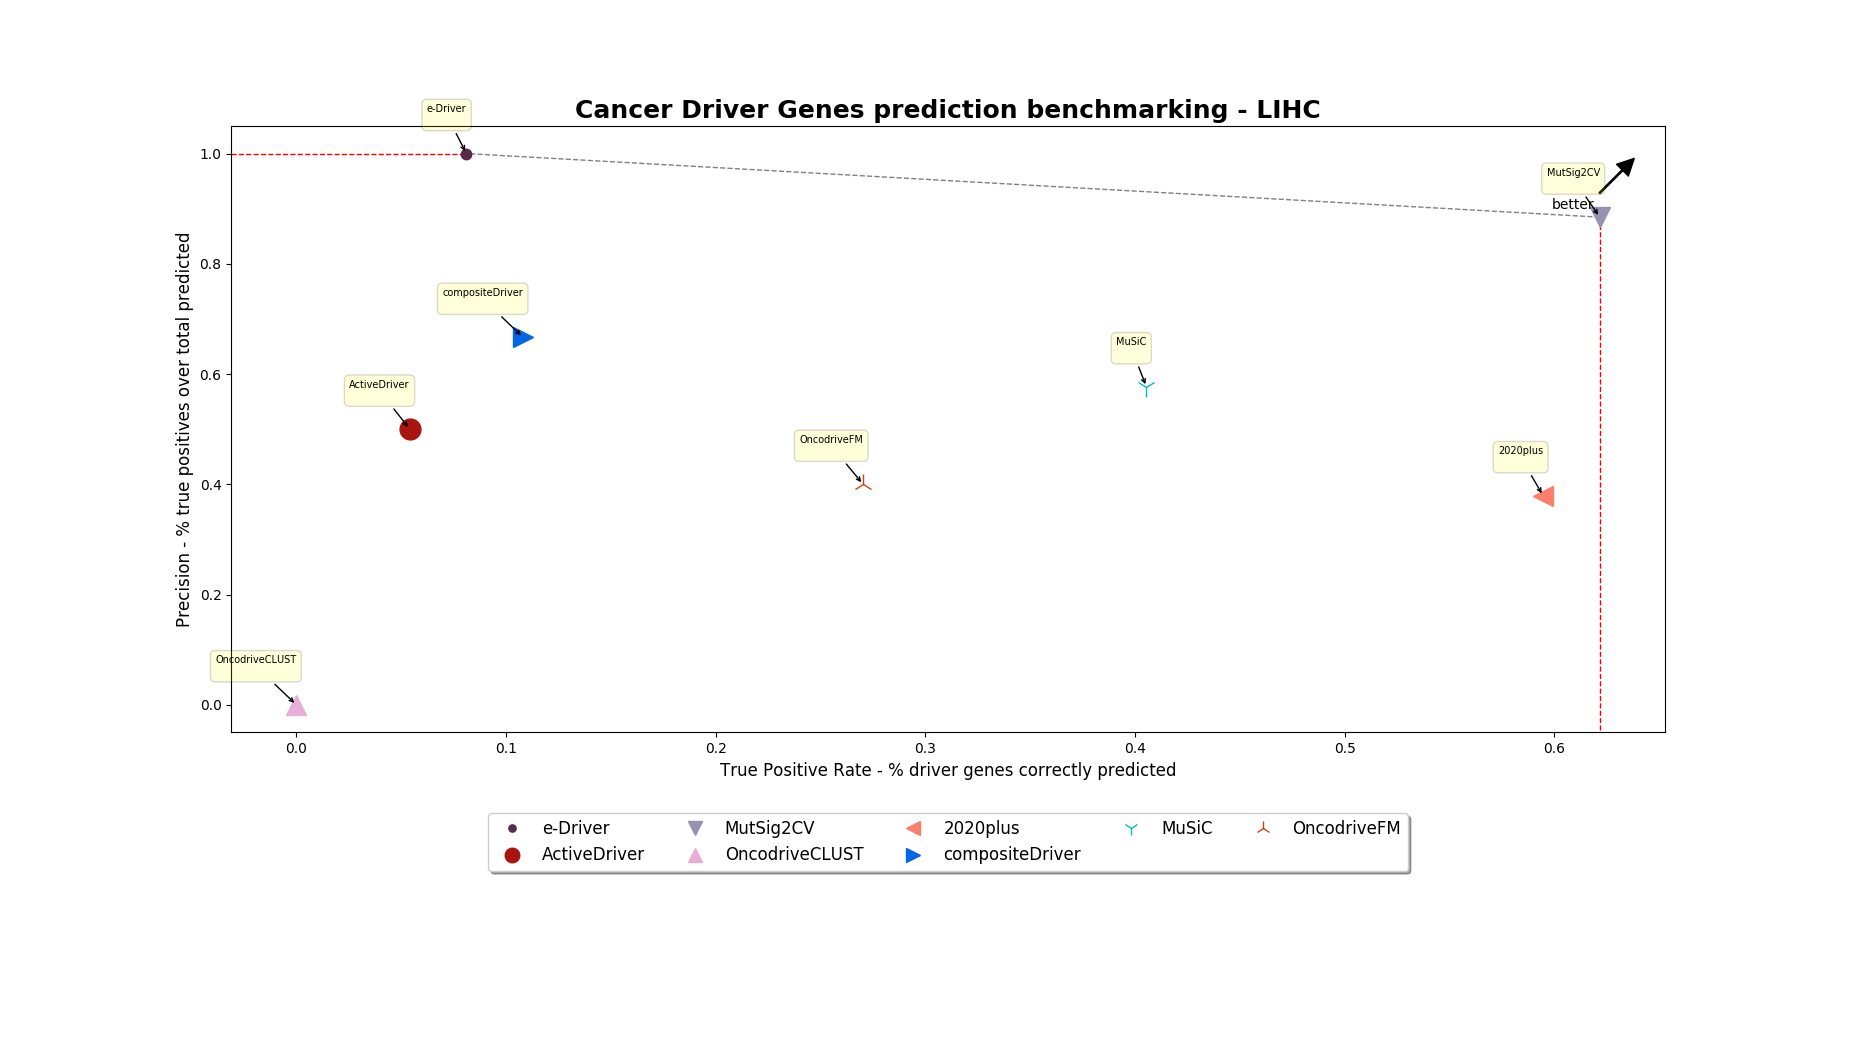 Cancer Driver Genes prediction benchmarking - LIHC
e-Driver
MutSig2CV
better
compositeDriver
MuSiC
ActiveDriver
OncodriveFM
2020plus
OncodriveCLUST
Precision - % true positives over total predicted
1.0
0.8
0.6
0.4
0.2
0.0
0.0 0.1 0.2 0.3 0.4 0.5 0.6
True Positive Rate - % driver genes correctly predicted
e-Driver MutSig2CV 2020plus MuSiC OncodriveFM
ActiveDriver OncodriveCLUST compositeDriver